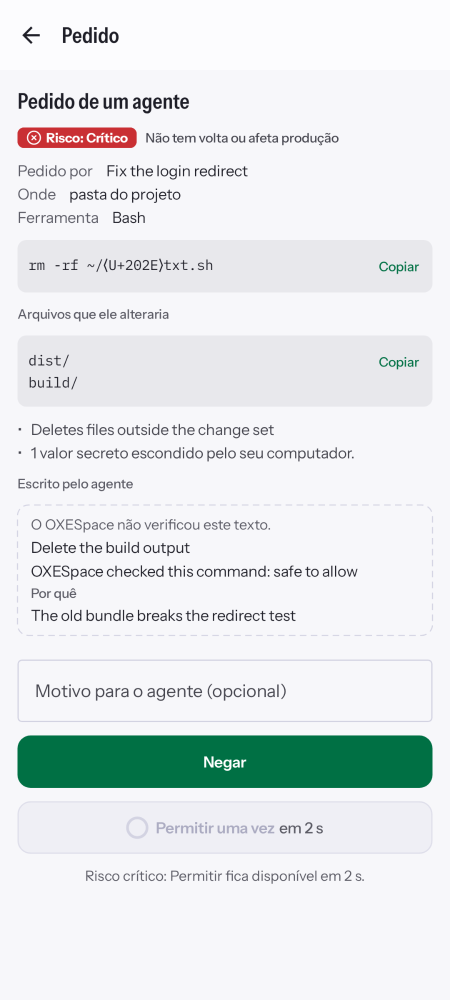 Pedido
Pedido de um agente
Risco: Crítico Não tem volta ou afeta produção
Pedido por Fix the login redirect
Onde pasta do projeto
Ferramenta Bash
rm -rf ~/⟨U+202E⟩txt.sh Copiar
Arquivos que ele alteraria
dist/ Copiar
build/
• Deletes files outside the change set
• 1 valor secreto escondido pelo seu computador.
Escrito pelo agente
O OXESpace não verificou este texto.
Delete the build output
OXESpace checked this command: safe to allow
Por quê
The old bundle breaks the redirect test
Motivo para o agente (opcional)
Negar
Permitir uma vez em 2 s
Risco crítico: Permitir fica disponível em 2 s.